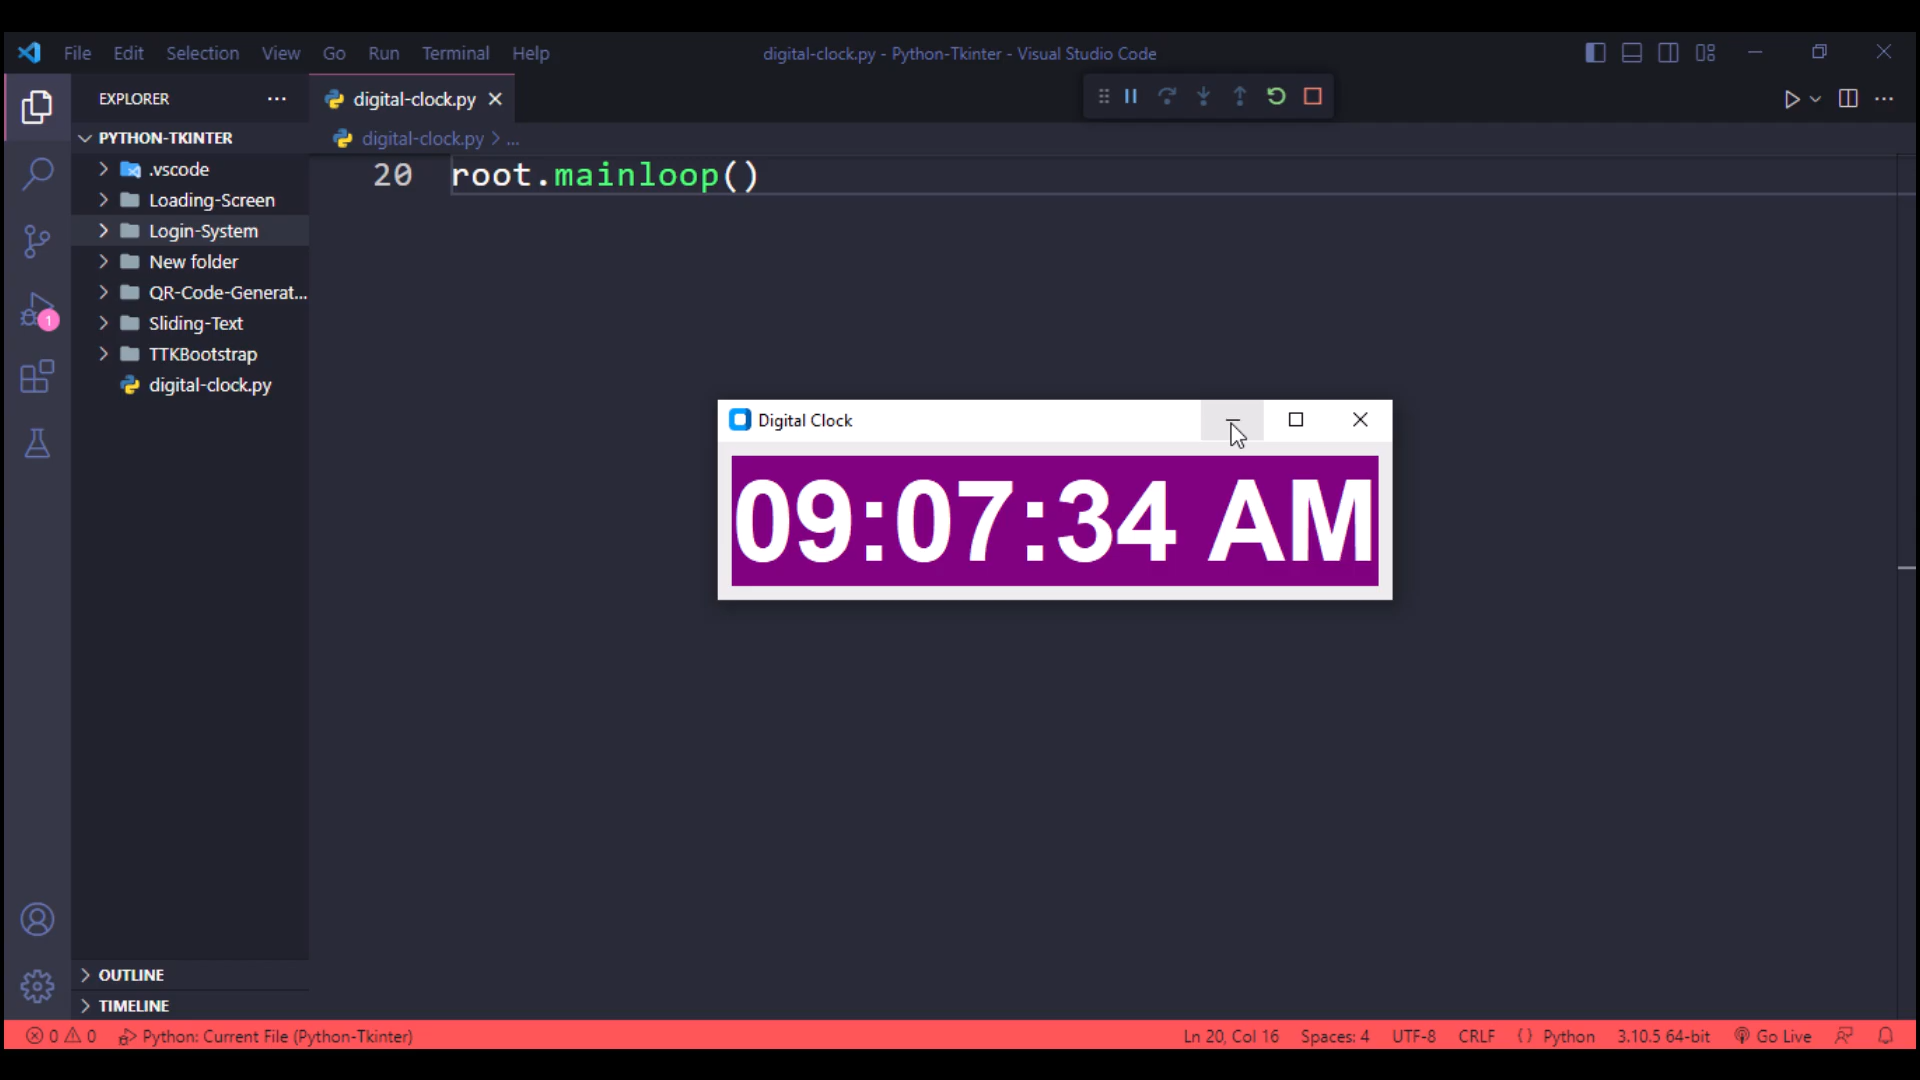 File Edit Selection View Go Run Terminal Help
digital-clock.py - Python-Tkinter - Visual Studio Code
EXPLORER
digital-clock.py
PYTHON-TKINTER
digital-clock.py > ...
.vscode
20 root.mainloop()
Loading-Screen
Login-System
New folder
QR-Code-Generat...
Sliding-Text
1
TTKBootstrap
digital-clock.py
Digital Clock
09:07:34 AM
OUTLINE
TIMELINE
0 0 Python: Current File (Python-Tkinter) Ln 20, Col 16 Spaces: 4 UTF-8 CRLF {} Python 3.10.5 64-bit Go Live